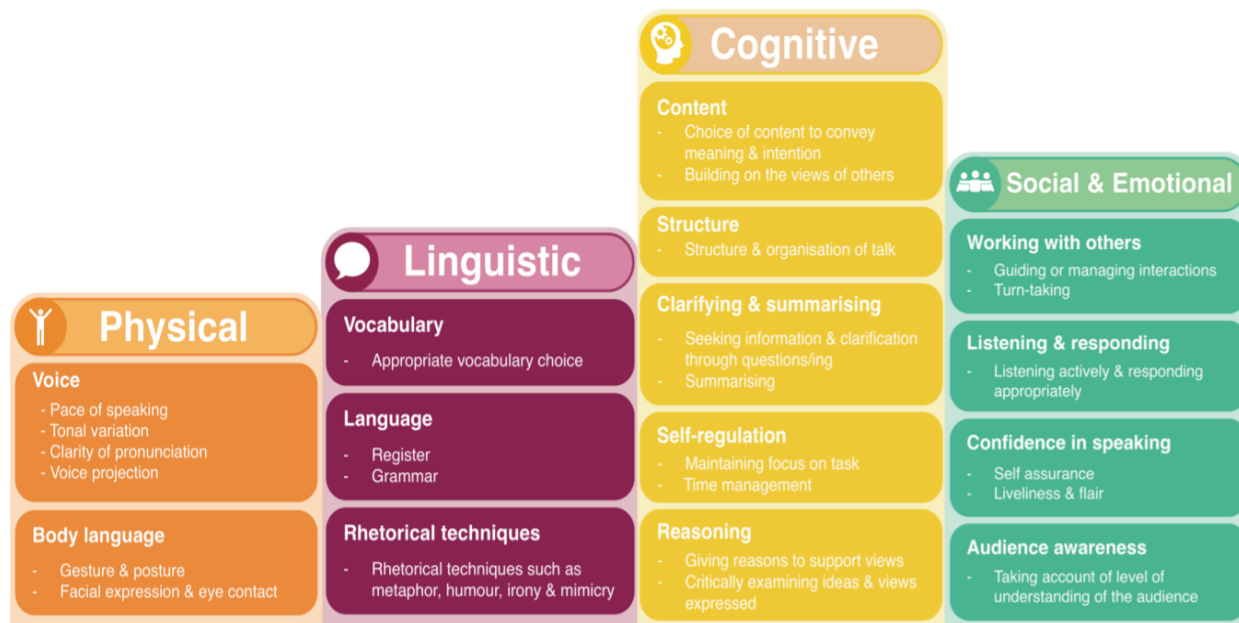 Physical
Voice
- Pace of speaking
- Tonal variation
- Clarity of pronunciation
- Voice projection
Body language
- Gesture & posture
- Facial expression & eye contact
Linguistic
Vocabulary
- Appropriate vocabulary choice
Language
- Register
- Grammar
Rhetorical techniques
- Rhetorical techniques such as
metaphor, humour, irony & mimicry
Cognitive
Content
- Choice of content to convey
meaning & intention
- Building on the views of others
Structure
- Structure & organisation of talk
Clarifying & summarising
- Seeking information & clarification
through questions/ing
- Summarising
Self-regulation
- Maintaining focus on task
- Time management
Reasoning
- Giving reasons to support views
- Critically examining ideas & views
expressed
Social & Emotional
Working with others
- Guiding or managing interactions
- Turn-taking
Listening & responding
- Listening actively & responding
appropriately
Confidence in speaking
- Self assurance
- Liveliness & flair
Audience awareness
- Taking account of level of
understanding of the audience